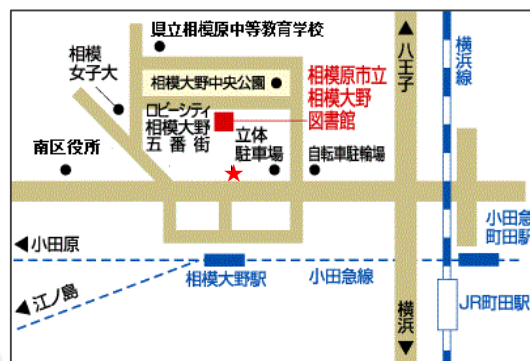 県立相模原中等教育学校
▲八王子
横浜線
相模
女子大
相模大野中央公園
相模原市立
相模大野
図書館
ロビーシティ
相模大野
五番街
立体
駐車場
自転車駐輪場
南区役所
小田急
町田駅
◀小田原
相模大野駅
小田急線
◀江ノ島
横浜▼
JR町田駅